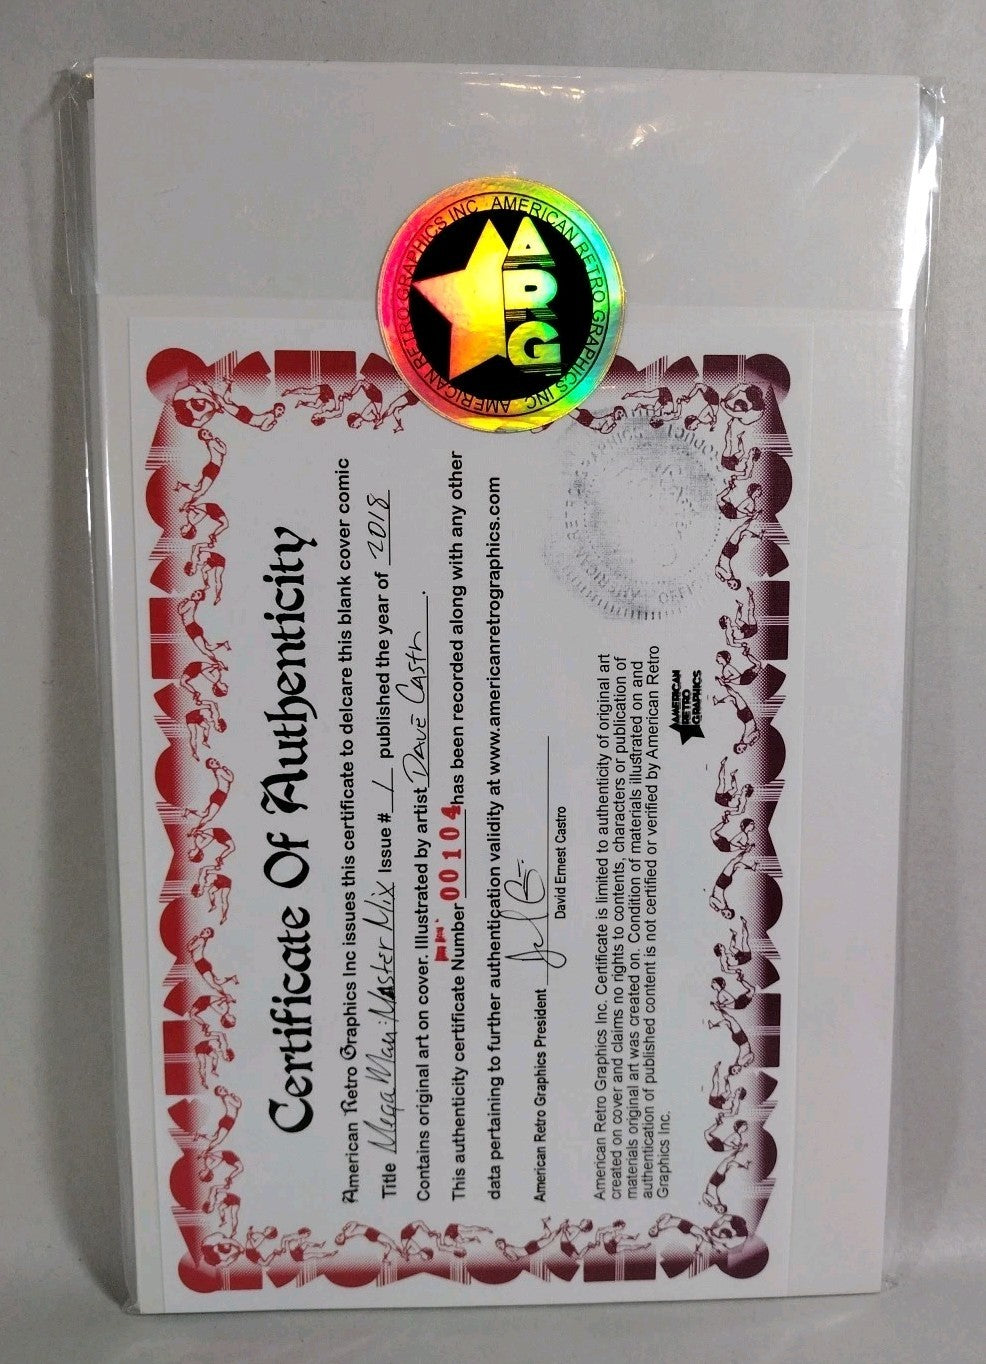 AMERICAN RETRO GRAPHICS INC
AMERICAN RETRO GRAPHICS INC
ARG
Certificate Of Authenticity
American Retro Graphics Inc issues this certificate to delcare this blank cover comic
Title Mega Man: Master Mix Issue # 1 published the year of 2018
Contains original art on cover. Illustrated by artist Dave Castr.
This authenticity certificate Number 00104 has been recorded along with any other
data pertaining to further authentication validity at www.americanretrographics.com
American Retro Graphics President
David Ernest Castro
American Retro Graphics Inc. Certificate is limited to authenticity of original art
created on cover and claims no rights to contents, characters or publication of
materials original art was created on. Condition of materials illustrated on and
authentication of published content is not certified or verified by American Retro
Graphics Inc.
AMERICAN
RETRO
GRAPHICS